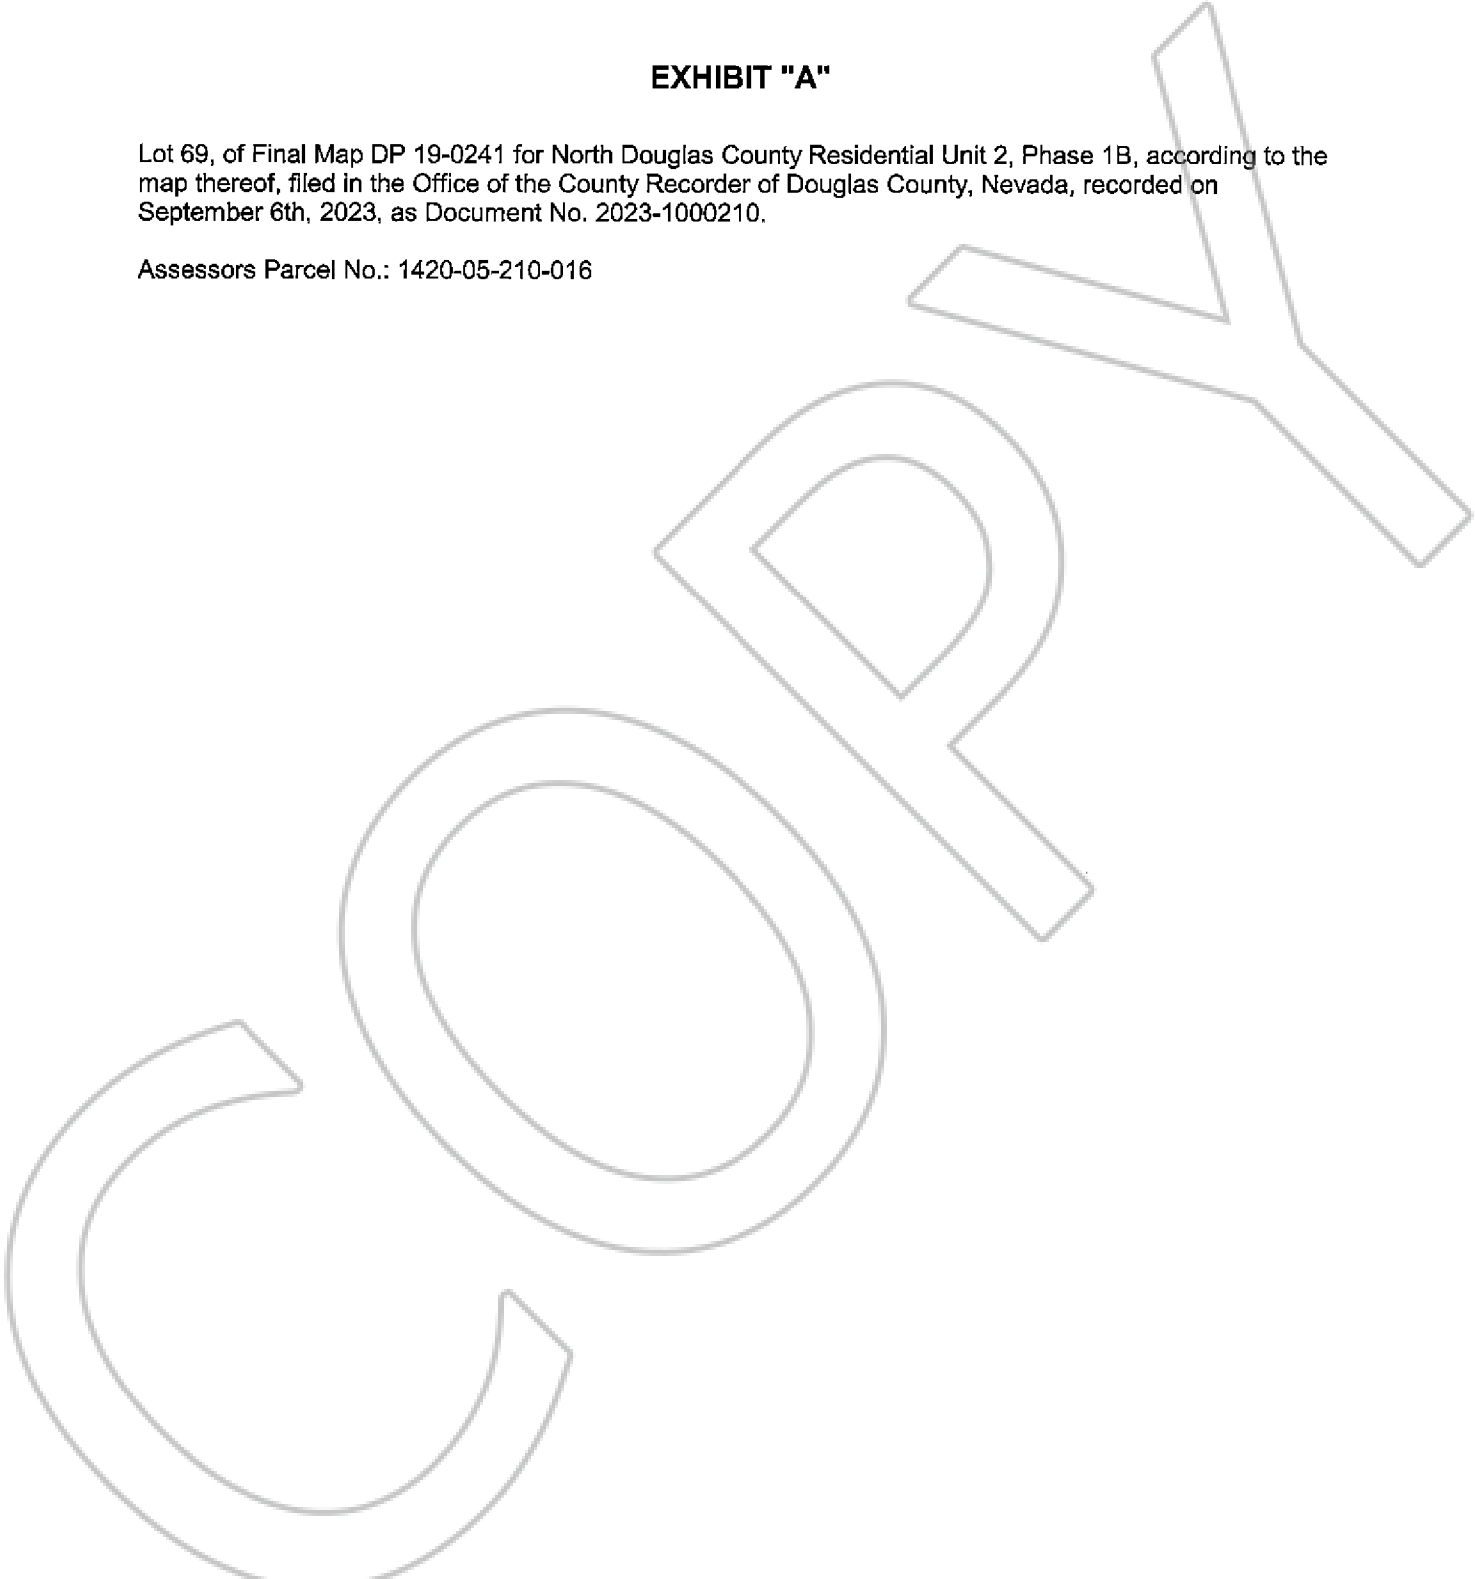 EXHIBIT "A"
Lot 69, of Final Map DP 19-0241 for North Douglas County Residential Unit 2, Phase 1B, according to the
map thereof, filed in the Office of the County Recorder of Douglas County, Nevada, recorded on
September 6th, 2023, as Document No. 2023-1000210.
Assessors Parcel No.: 1420-05-210-016
COPY